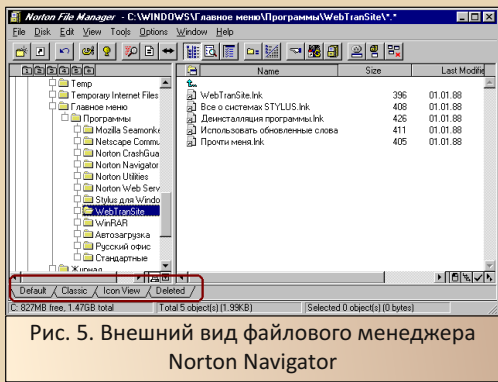 Norton File Manager - C:\WINDOWS\Главное меню\Программы\WebTranSite\*.*
File Disk Edit View Tools Options Window Help
Name Size Last Modifie
Temp
Temporary Internet Files
Главное меню
Программы
Mozilla Seamonke
Netscape Commu
Norton CrashGua
Norton Navigator
Norton Utilities
Norton Web Serv
Stylus для Windo
WebTranSite
WinRAR
Автозагрузка
Русский офис
Стандартные
Журнал
WebTranSite.lnk 396 01.01.88
Все о системах STYLUS.lnk 408 01.01.88
Деинсталляция программы.lnk 426 01.01.88
Использовать обновленные слова 411 01.01.88
Прочти меня.lnk 405 01.01.88
Default Classic Icon View Deleted
C: 827MB free, 1.47GB total Total 5 object(s) (1.99KB) Selected 0 object(s) (0 bytes)
Рис. 5. Внешний вид файлового менеджера
Norton Navigator